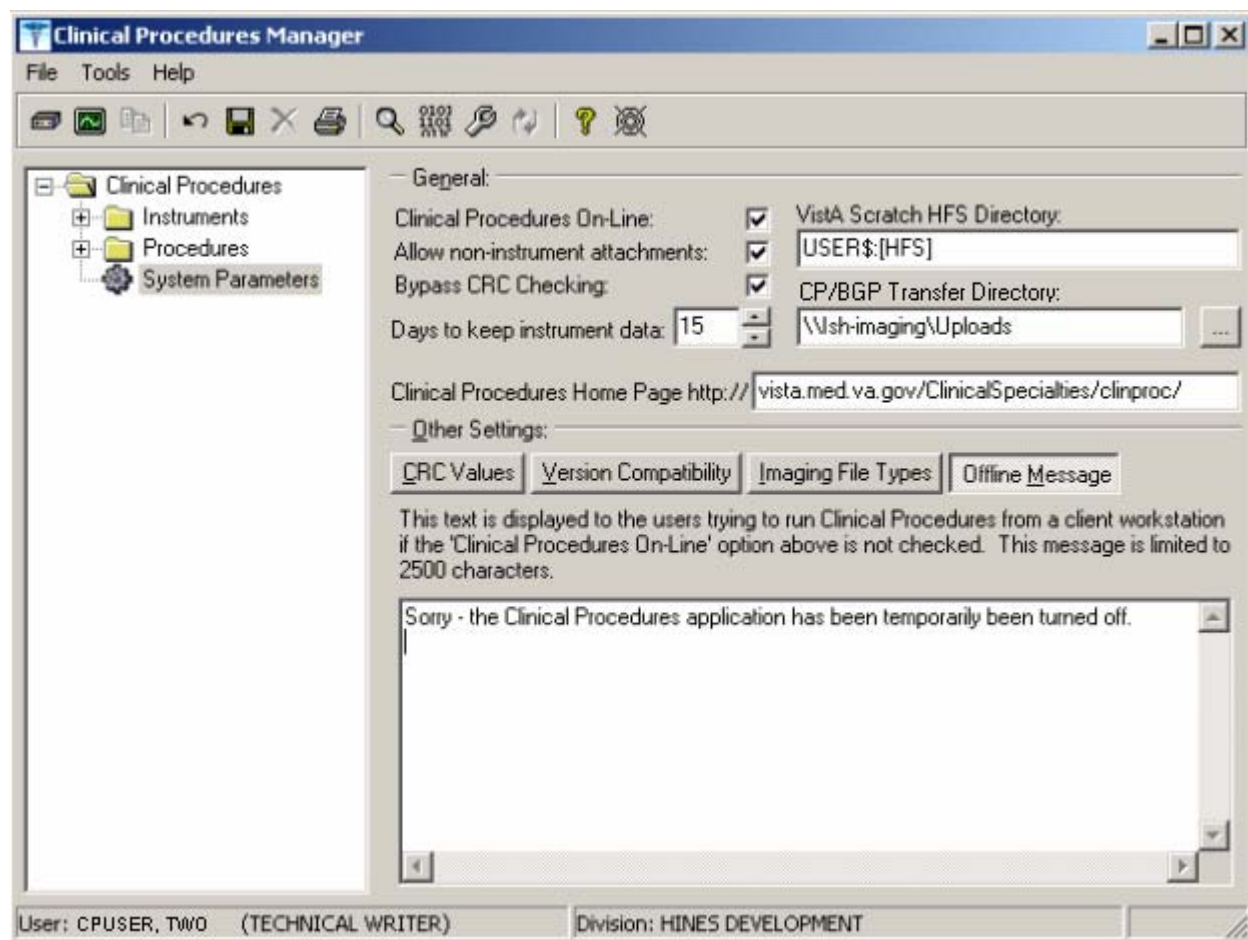 Clinical Procedures Manager
File Tools Help
Clinical Procedures
Instruments
Procedures
System Parameters
General:
Clinical Procedures On-Line:
Allow non-instrument attachments:
Bypass CRC Checking:
Days to keep instrument data: 15
VistA Scratch HFS Directory:
USER$:[HFS]
CP/BGP Transfer Directory:
\\Ish-imaging\Uploads
...
Clinical Procedures Home Page http:// vista.med.va.gov/ClinicalSpecialties/clinproc/
Other Settings:
CRC Values Version Compatibility Imaging File Types Offline Message
This text is displayed to the users trying to run Clinical Procedures from a client workstation
if the 'Clinical Procedures On-Line' option above is not checked. This message is limited to
2500 characters.
Sorry - the Clinical Procedures application has been temporarily been turned off.
User: CPUSER, TWO (TECHNICAL WRITER) Division: HINES DEVELOPMENT